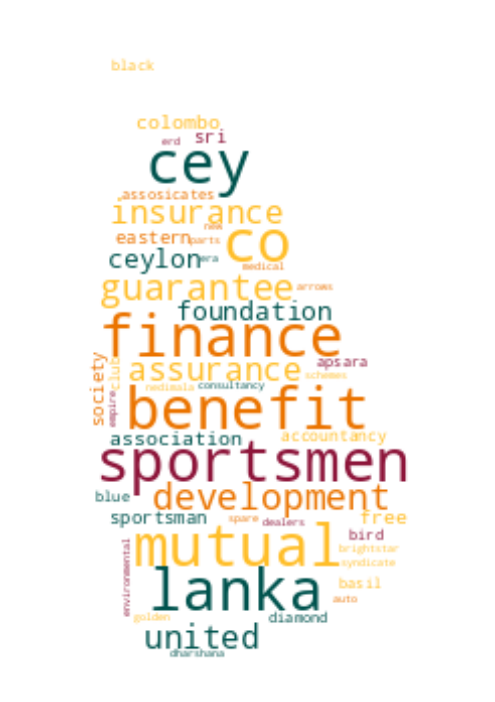 black
colombo
erd sri
cey
assosicates
insurance
new
eastern parts co
ceylon era
medical
guarantee arrows
foundation
finance
society club assurance apsara
schemes
nedimala consultancy
empire benefit
association accountancy
sportsmen
blue development
sportsman spare dealers free
mutual bird
brightstar
environmental syndicate
lanka basil
auto
golden diamond
united
dharshana